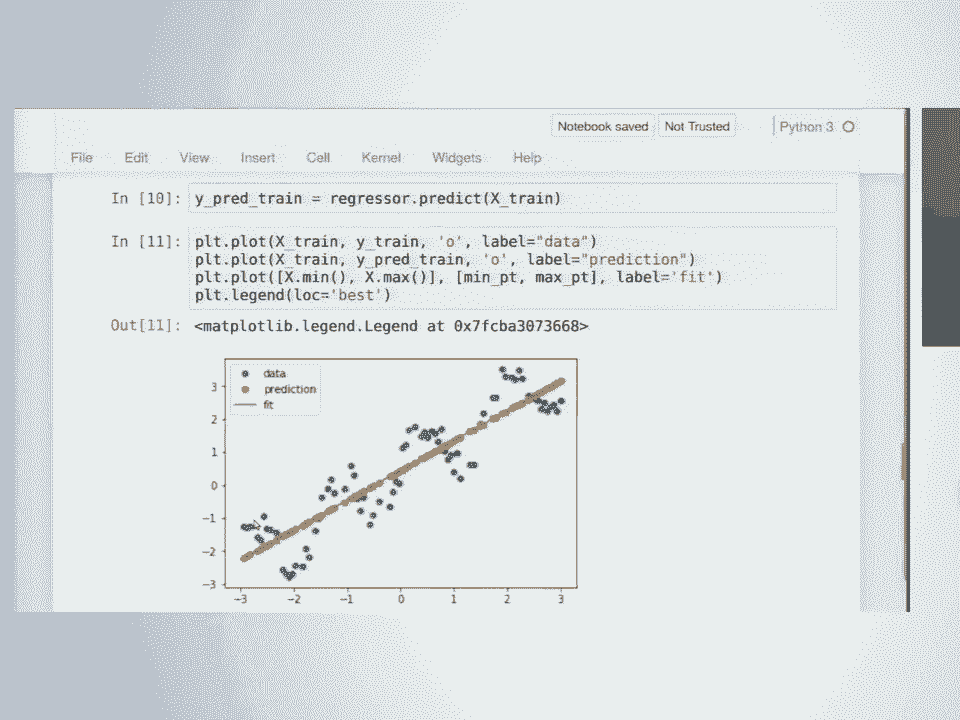 Notebook saved Not Trusted Python 3
File Edit View Insert Cell Kernel Widgets Help
In [10]: y_pred_train = regressor.predict(X_train)
In [11]: plt.plot(X_train, y_train, 'o', label="data")
plt.plot(X_train, y_pred_train, 'o', label="prediction")
plt.plot([X.min(), X.max()], [min_pt, max_pt], label='fit')
plt.legend(loc='best')
Out[11]: <matplotlib.legend.Legend at 0x7fcba3073668>
data
prediction
fit
3
2
1
0
−1
−2
−3
−3 −2 −1 0 1 2 3